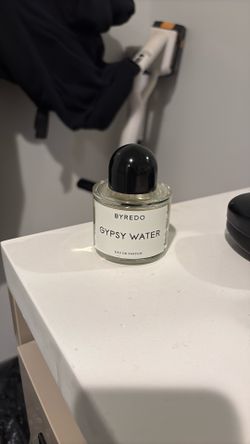 BYREDO
GYPSY WATER
EAU DE PARFUM